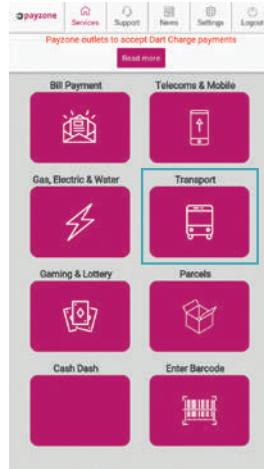 payzone Services Support News Settings Logout
Payzone outlets to accept Dart Charge payments
Read more
Bill Payment Telecoms & Mobile
Gas, Electric & Water Transport
Gaming & Lottery Parcels
Cash Dash Enter Barcode